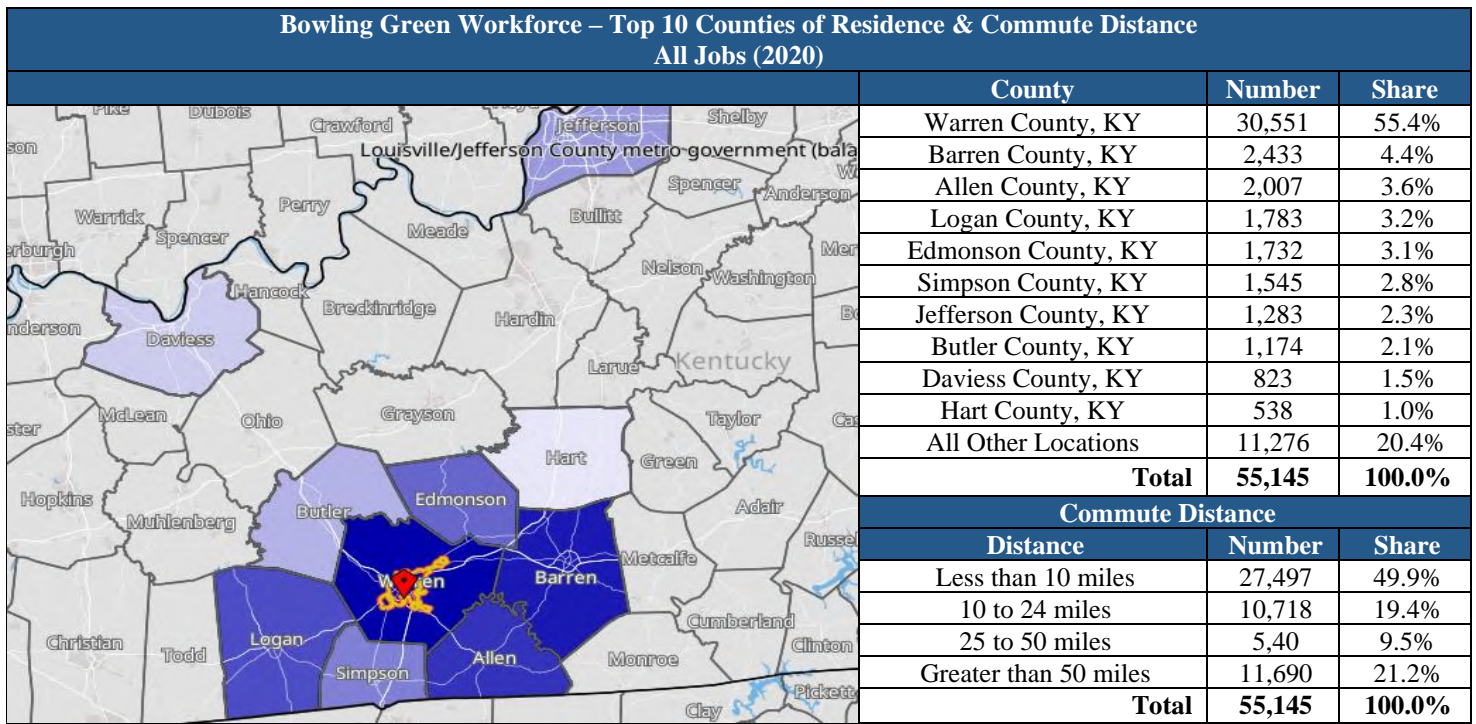 Bowling Green Workforce – Top 10 Counties of Residence & Commute Distance
All Jobs (2020)
County Number Share
Warren County, KY 30,551 55.4%
Barren County, KY 2,433 4.4%
Allen County, KY 2,007 3.6%
Logan County, KY 1,783 3.2%
Edmonson County, KY 1,732 3.1%
Simpson County, KY 1,545 2.8%
Jefferson County, KY 1,283 2.3%
Butler County, KY 1,174 2.1%
Daviess County, KY 823 1.5%
Hart County, KY 538 1.0%
All Other Locations 11,276 20.4%
Total 55,145 100.0%
Commute Distance
Distance Number Share
Less than 10 miles 27,497 49.9%
10 to 24 miles 10,718 19.4%
25 to 50 miles 5,40 9.5%
Greater than 50 miles 11,690 21.2%
Total 55,145 100.0%
Pike
Dubois
Crawford
Jefferson
Shelby
son
Louisville/Jefferson County metro government (bala
Spencer
Anderson
Perry
Warrick
Bullitt
Spencer
Meade
erburgh
Mer
Nelson
Washington
Hancock
Breckinridge
Hardin
nderson
Daviess
Larue
Kentucky
McLean
Ohio
Grayson
Taylor
Cas
ster
Hart
Green
Hopkins
Edmonson
Butler
Adair
Muhlenberg
Russel
Metcalfe
Barren
Cumberland
Christian
Todd
Logan
Allen
Monroe
Clinton
Simpson
Pickett
Clay